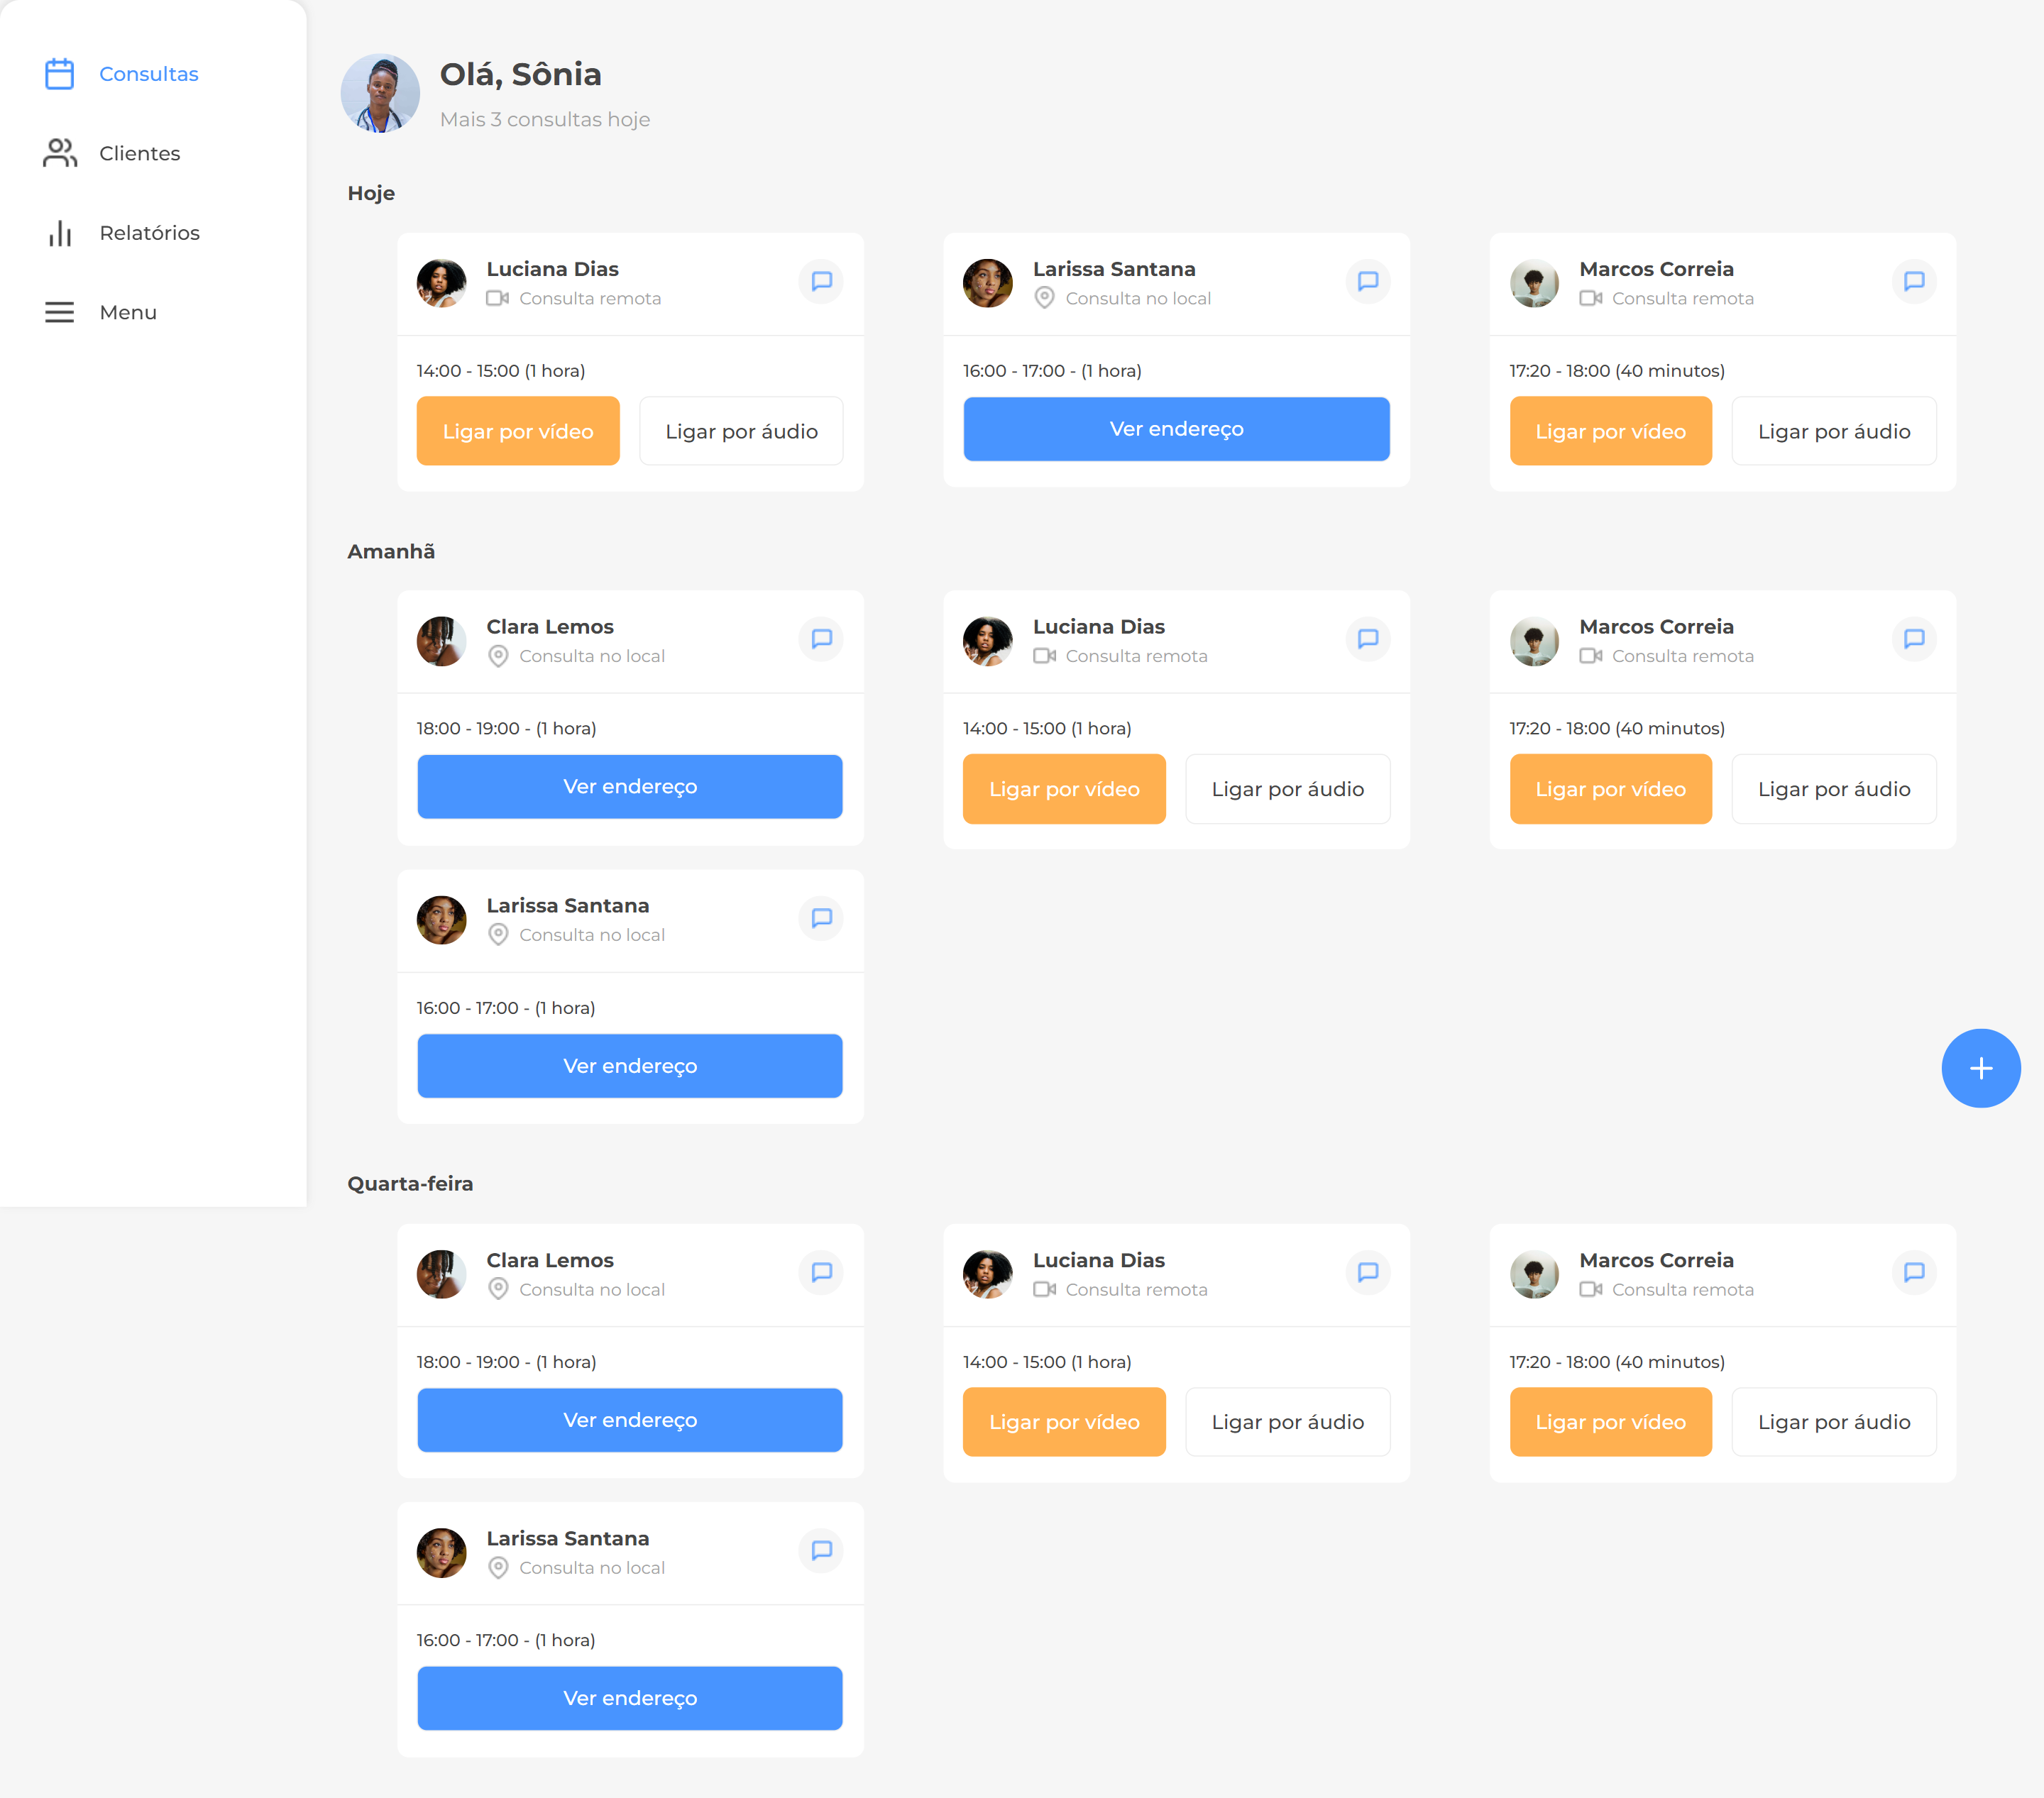 Consultas
Clientes
Relatórios
Menu
Olá, Sônia
Mais 3 consultas hoje
Hoje
Luciana Dias
Consulta remota
14:00 - 15:00 (1 hora)
Ligar por vídeo
Ligar por áudio
Larissa Santana
Consulta no local
16:00 - 17:00 - (1 hora)
Ver endereço
Marcos Correia
Consulta remota
17:20 - 18:00 (40 minutos)
Ligar por vídeo
Ligar por áudio
Amanhã
Clara Lemos
Consulta no local
18:00 - 19:00 - (1 hora)
Ver endereço
Luciana Dias
Consulta remota
14:00 - 15:00 (1 hora)
Ligar por vídeo
Ligar por áudio
Marcos Correia
Consulta remota
17:20 - 18:00 (40 minutos)
Ligar por vídeo
Ligar por áudio
Larissa Santana
Consulta no local
16:00 - 17:00 - (1 hora)
Ver endereço
Quarta-feira
Clara Lemos
Consulta no local
18:00 - 19:00 - (1 hora)
Ver endereço
Luciana Dias
Consulta remota
14:00 - 15:00 (1 hora)
Ligar por vídeo
Ligar por áudio
Marcos Correia
Consulta remota
17:20 - 18:00 (40 minutos)
Ligar por vídeo
Ligar por áudio
Larissa Santana
Consulta no local
16:00 - 17:00 - (1 hora)
Ver endereço